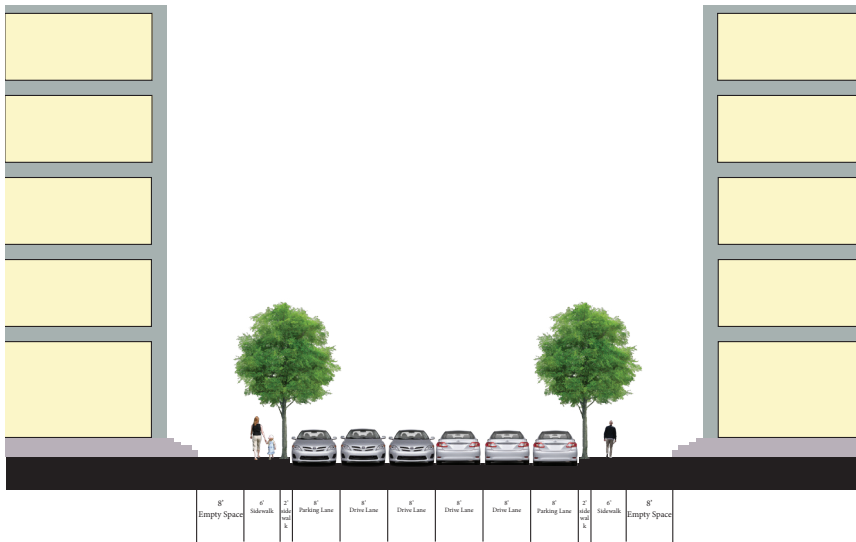 8'
Empty Space
6'
Sidewalk
2'
side
wal
k
8'
Parking Lane
8'
Drive Lane
8'
Drive Lane
8'
Drive Lane
8'
Drive Lane
8'
Parking Lane
2'
side
wal
k
6'
Sidewalk
8'
Empty Space